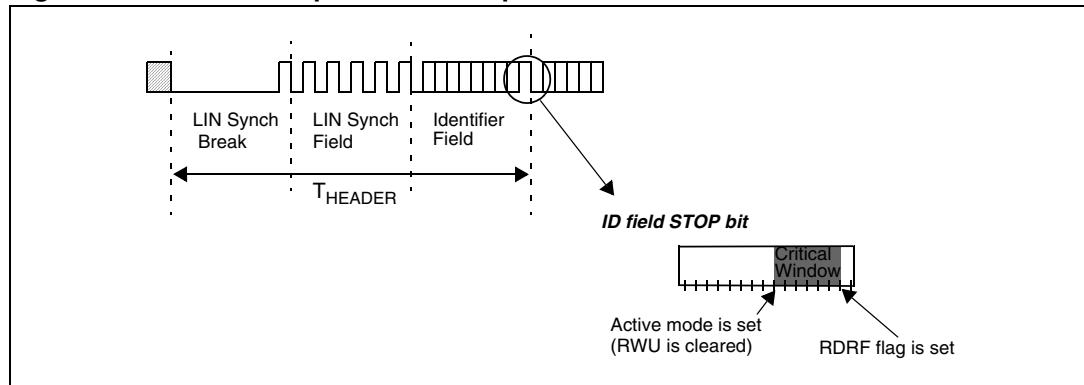 LIN Synch
Break
LIN Synch
Field
Identifier
Field
THEADER
ID field STOP bit
Critical
Window
Active mode is set
(RWU is cleared)
RDRF flag is set